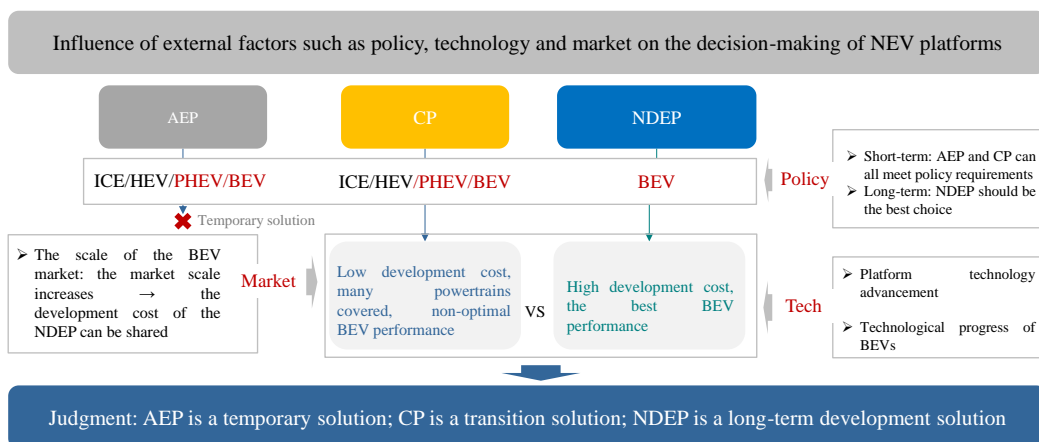 Influence of external factors such as policy, technology and market on the decision-making of NEV platforms
AEP
CP
NDEP
ICE/HEV/PHEV/BEV
ICE/HEV/PHEV/BEV
BEV
Policy
➢ Short-term: AEP and CP can
all meet policy requirements
➢ Long-term: NDEP should be
the best choice
Temporary solution
➢ The scale of the BEV
market: the market scale
increases → the
development cost of the
NDEP can be shared
Market
Low development cost,
many powertrains
covered, non-optimal
BEV performance
VS
High development cost,
the best BEV
performance
Tech
➢ Platform technology
advancement
➢ Technological progress of
BEVs
Judgment: AEP is a temporary solution; CP is a transition solution; NDEP is a long-term development solution